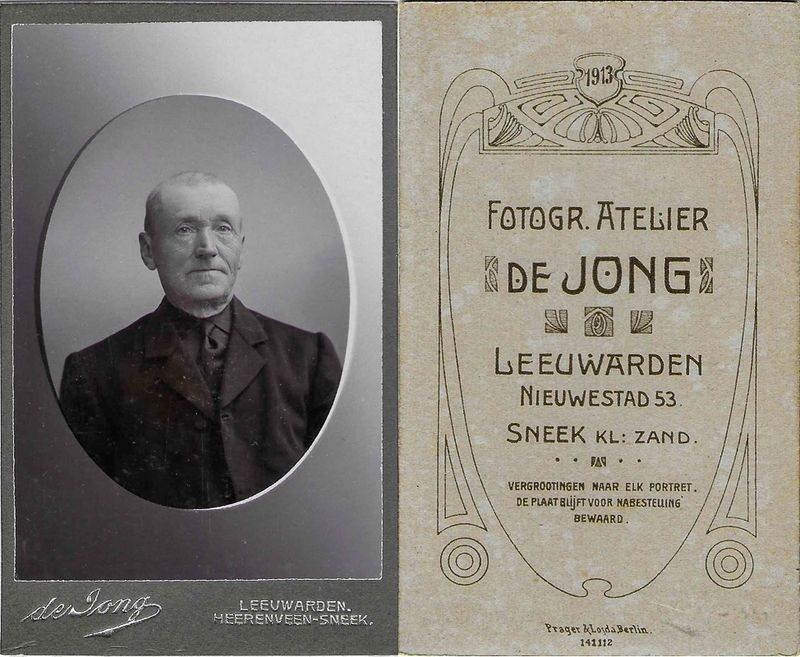 de Jong
LEEUWARDEN.
HEERENVEEN-SNEEK.
1913
FOTOGR. ATELIER
DE JONG
LEEUWARDEN
NIEUWESTAD 53.
SNEEK KL: ZAND.
VERGROOTINGEN NAAR ELK PORTRET.
DE PLAAT BLIJFT VOOR NABESTELLING
BEWAARD.
Prager & Lojda, Berlin.
141112